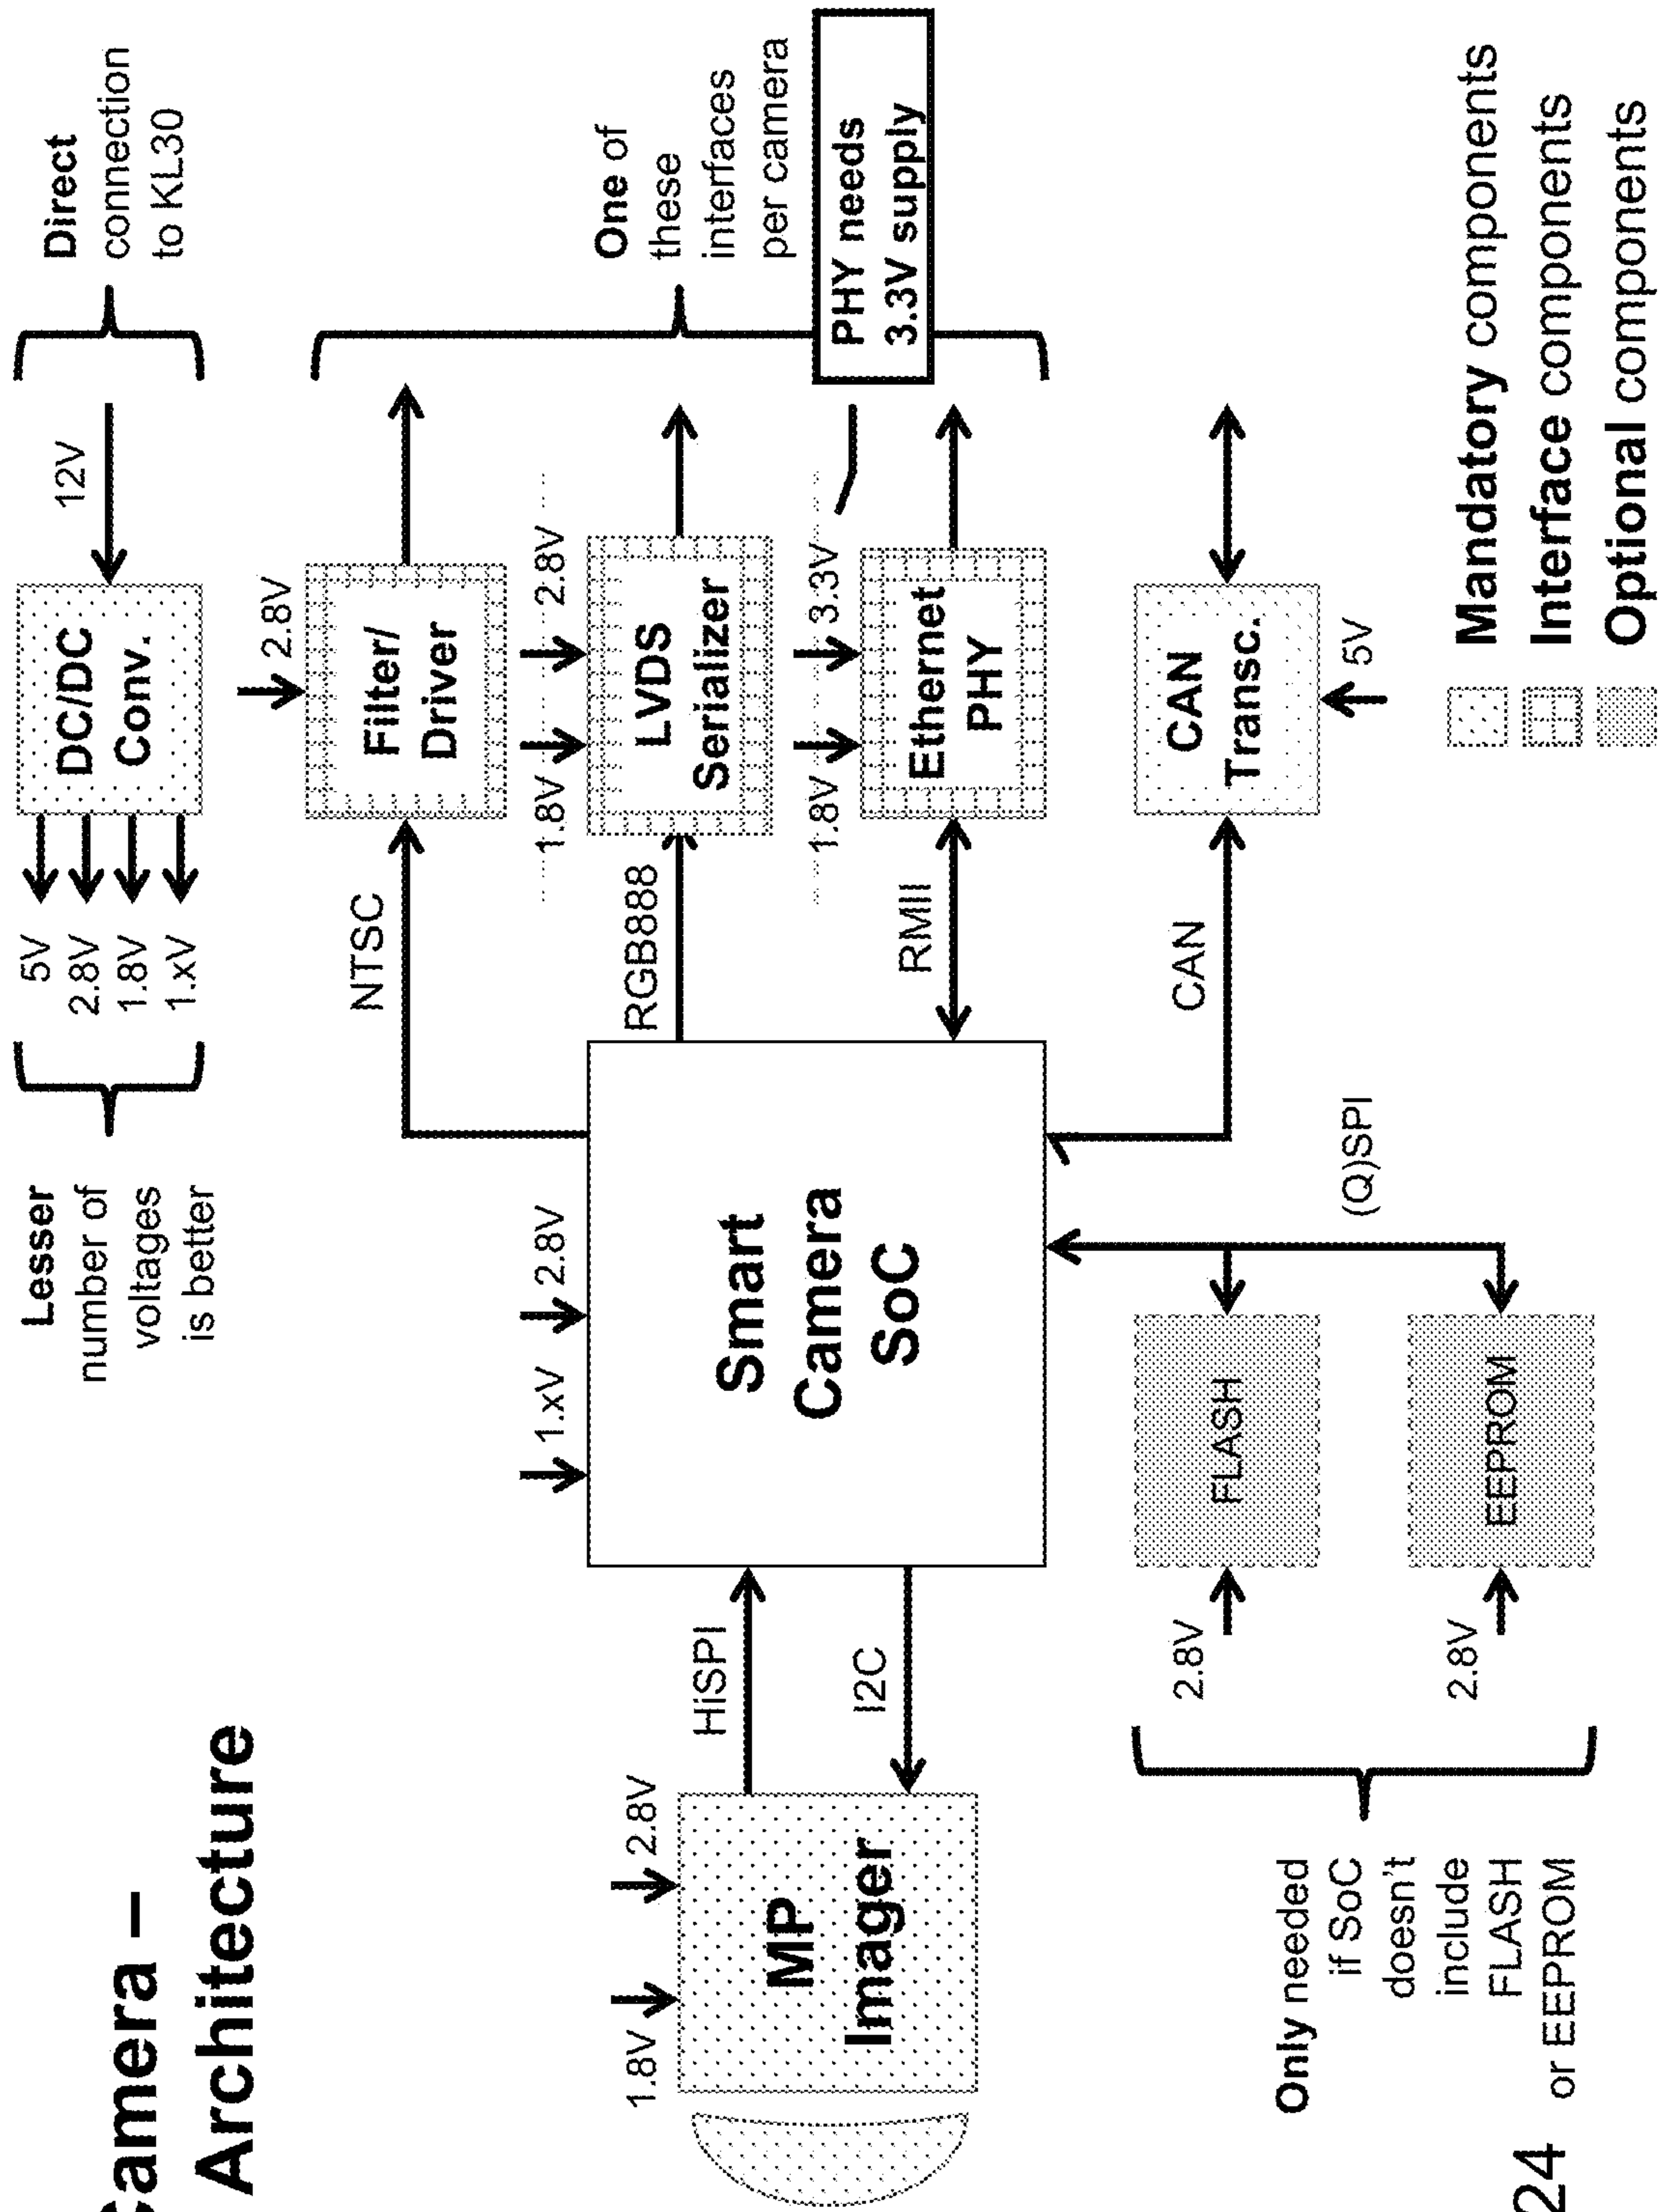 Camera –
Architecture
Lesser
number of
voltages
is better
5V
2.8V
1.8V
1.xV
DC/DC
Conv.
12V
Direct
connection
to KL30
NTSC
2.8V
Filter/
Driver
1.xV
2.8V
RGB888
1.8V
2.8V
LVDS
Serializer
One of
these
interfaces
per camera
1.8V
2.8V
MP
Imager
HiSPI
I2C
Smart
Camera
SoC
RMII
1.8V
3.3V
Ethernet
PHY
PHY needs
3.3V supply
CAN
CAN
Transc.
5V
(Q)SPI
2.8V
FLASH
2.8V
EEPROM
Only needed
if SoC
doesn't
include
FLASH
or EEPROM
Mandatory components
Interface components
Optional components
24